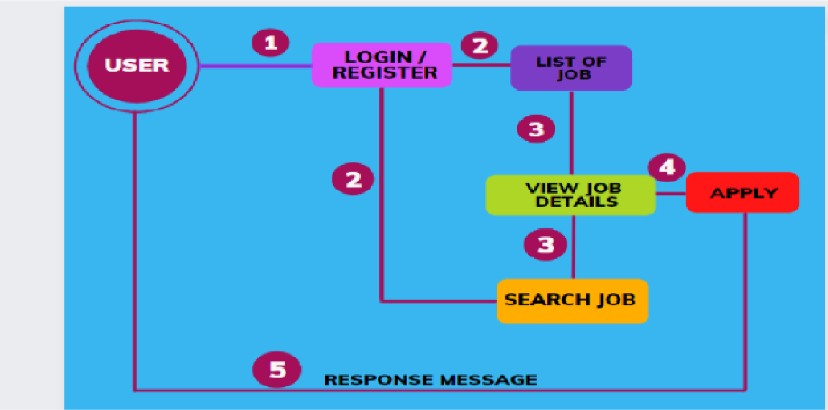 1
2
USER
LOGIN /
REGISTER
LIST OF
JOB
3
2
4
VIEW JOB
DETAILS
APPLY
3
SEARCH JOB
5
RESPONSE MESSAGE